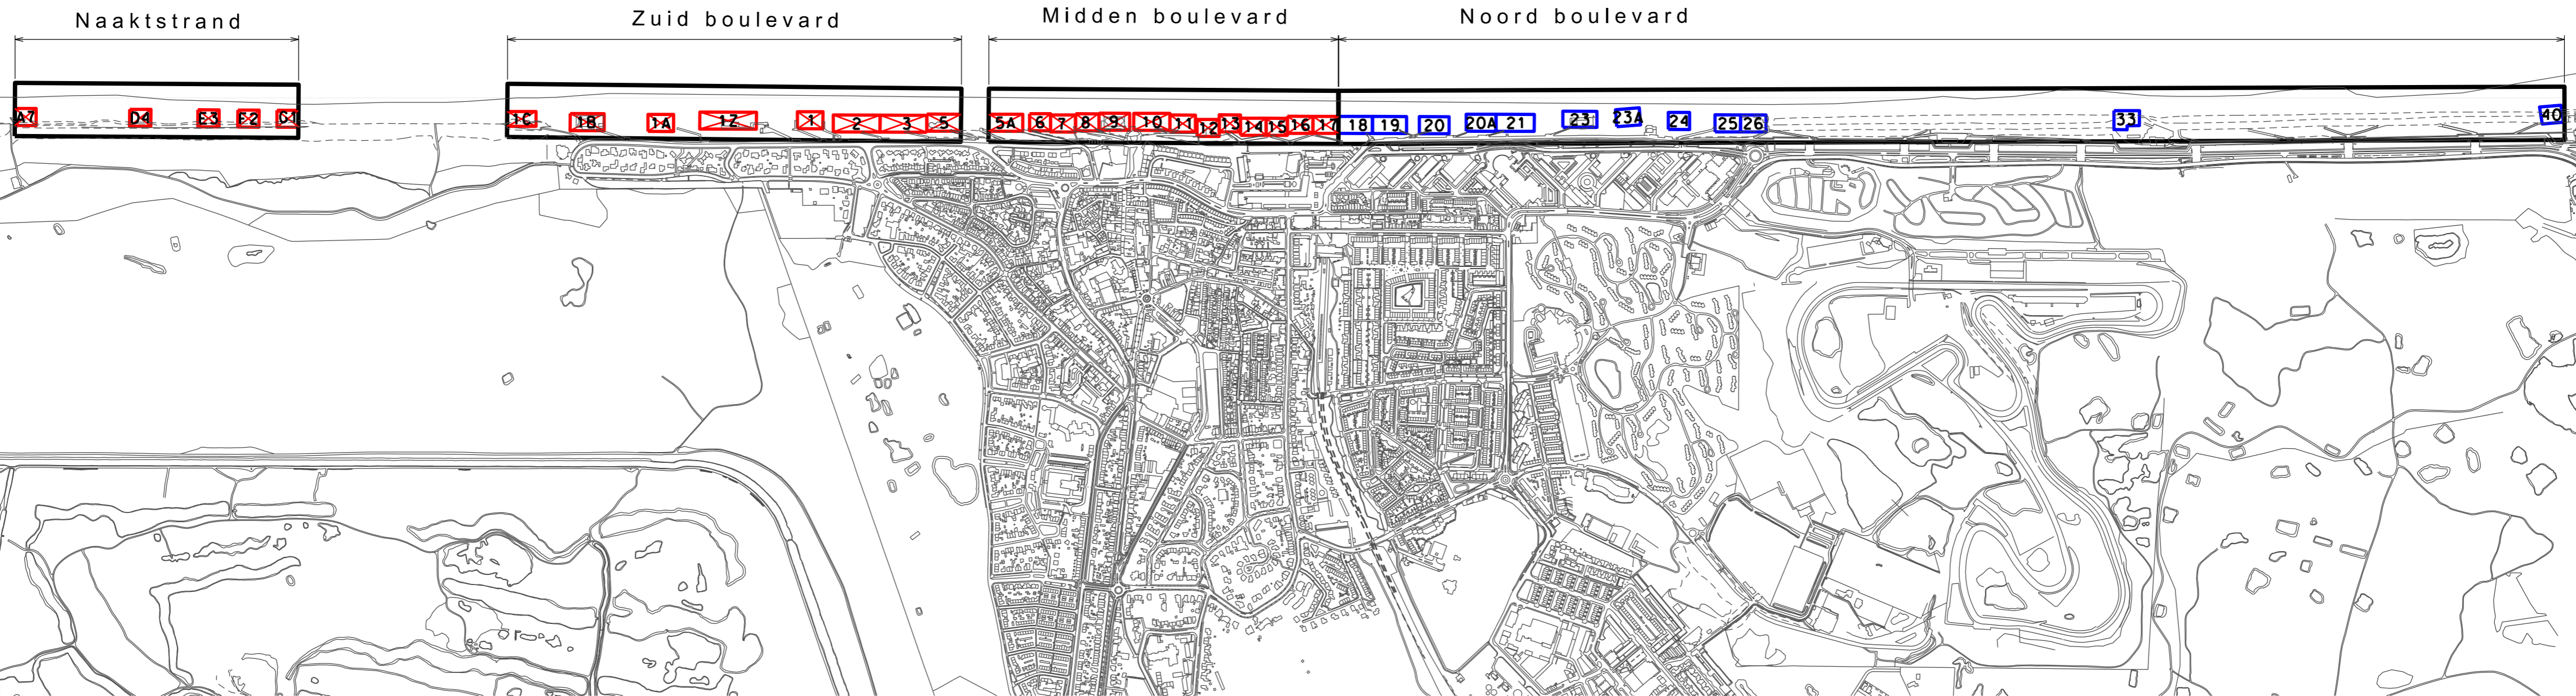 Naaktstrand
Zuid boulevard
Midden boulevard
Noord boulevard
A7 D4 E3 F2 G1
1C 1B 1A 1Z 1 2 3 5
5A 6 7 8 9 10 11 12 13 14 15 16 17
18 19 20 20A 21 23 23A 24 25 26 33 40